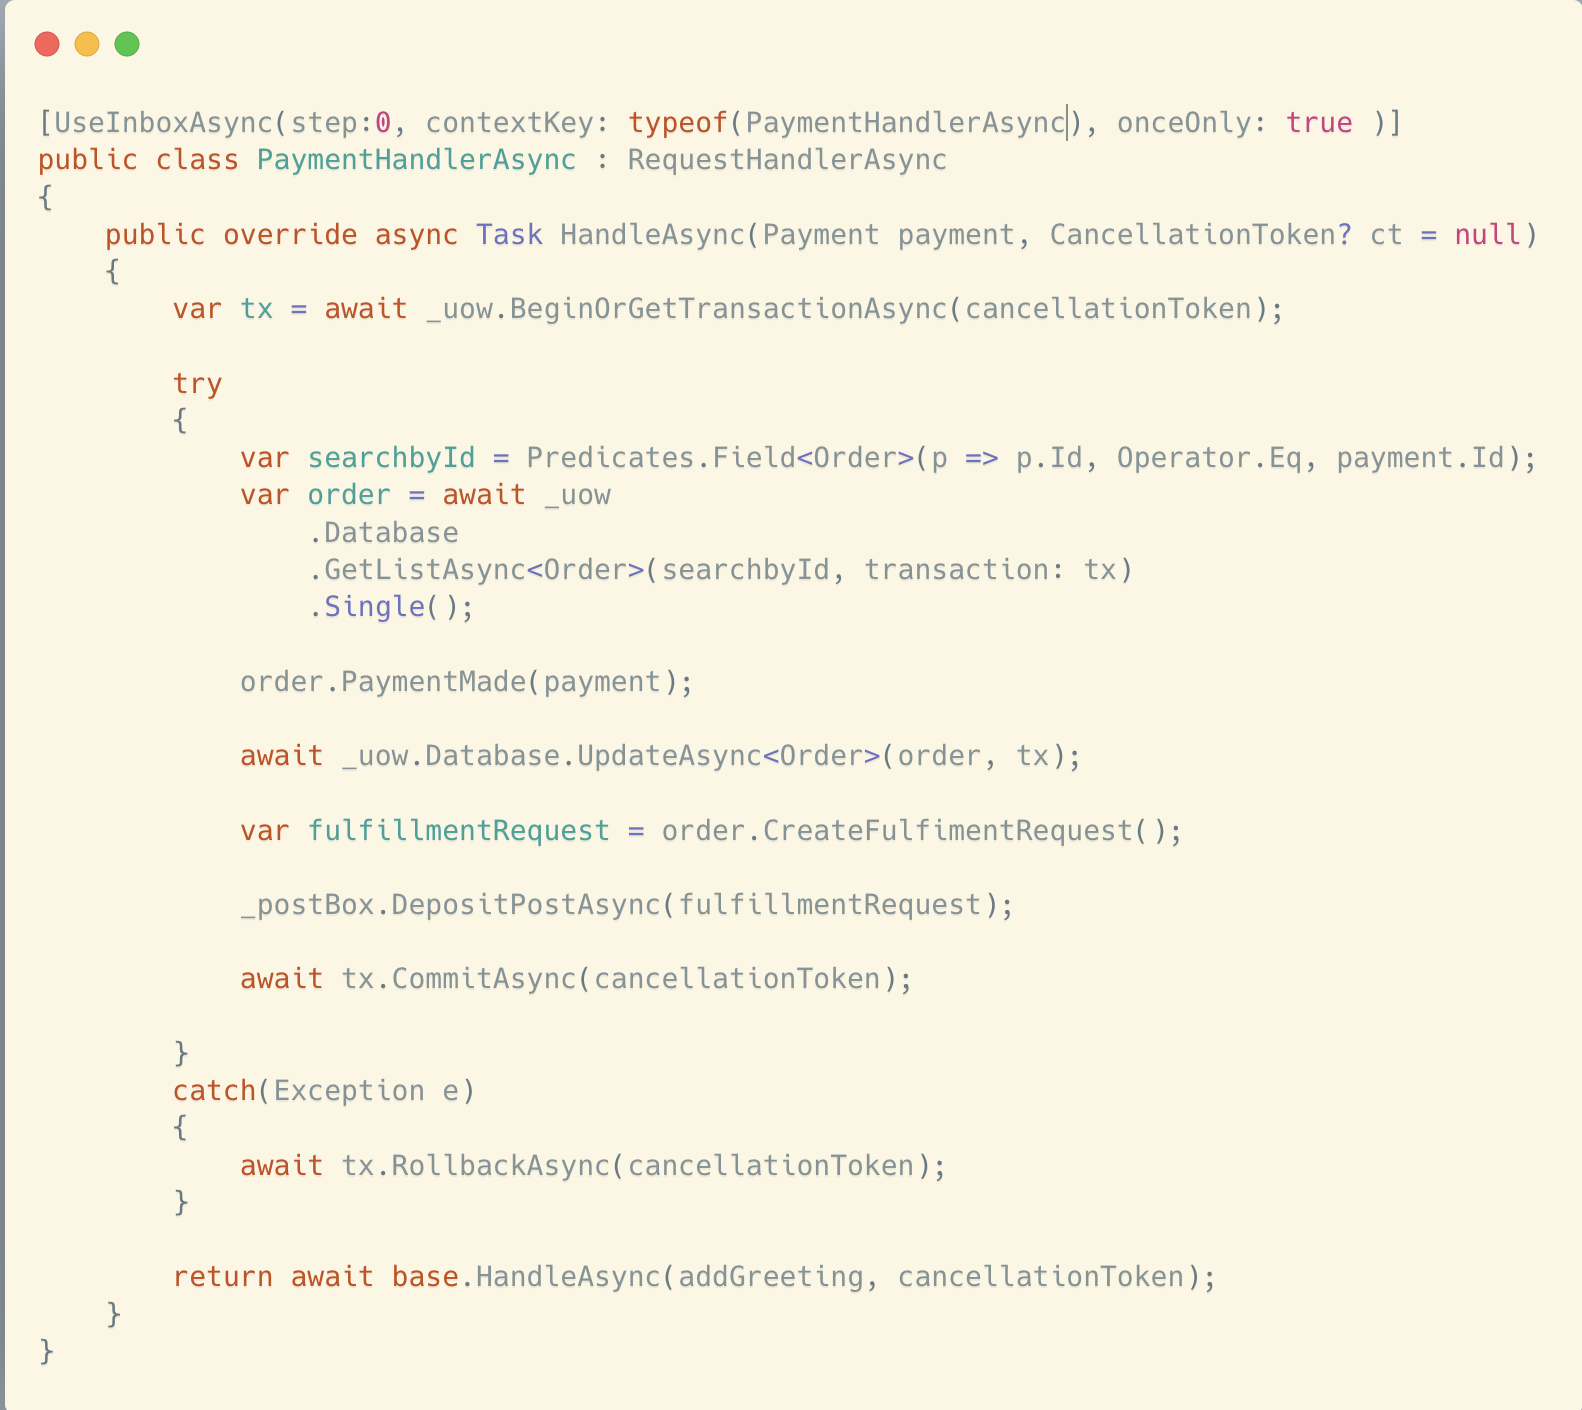 [UseInboxAsync(step:0, contextKey: typeof(PaymentHandlerAsync), onceOnly: true )]
public class PaymentHandlerAsync : RequestHandlerAsync
{
    public override async Task HandleAsync(Payment payment, CancellationToken? ct = null)
    {
        var tx = await _uow.BeginOrGetTransactionAsync(cancellationToken);

        try
        {
            var searchbyId = Predicates.Field<Order>(p => p.Id, Operator.Eq, payment.Id);
            var order = await _uow
                .Database
                .GetListAsync<Order>(searchbyId, transaction: tx)
                .Single();

            order.PaymentMade(payment);

            await _uow.Database.UpdateAsync<Order>(order, tx);

            var fulfillmentRequest = order.CreateFulfimentRequest();

            _postBox.DepositPostAsync(fulfillmentRequest);

            await tx.CommitAsync(cancellationToken);

        }
        catch(Exception e)
        {
            await tx.RollbackAsync(cancellationToken);
        }

        return await base.HandleAsync(addGreeting, cancellationToken);
    }
}